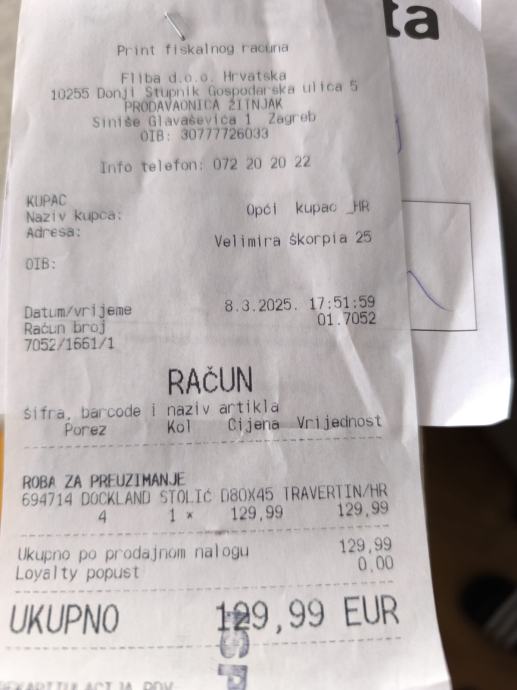 ta
Print fiskalnog računa
Fliba d.o.o. Hrvatska
10255 Donji Stupnik Gospodarska ulica 5
PRODAVAONICA ŽITNJAK
Siniše Glavaševića 1 Zagreb
OIB: 30777726033
Info telefon: 072 20 20 22
KUPAC
Naziv kupca: Opći kupac _HR
Adresa: Velimira škorpia 25
OIB:
Datum/vrijeme 8.3.2025. 17:51:59
Račun broj 01.7052
7052/1661/1
RAČUN
šifra, barcode i naziv artikla
Porez Kol Cijena Vrijednost
ROBA ZA PREUZIMANJE
694714 DOCKLAND STOLIĆ D80X45 TRAVERTIN/HR
4 1 * 129,99 129,99
Ukupno po prodajnom nalogu 129,99
Loyalty popust 0.00
UKUPNO 129,99 EUR
REKAPITULACIJA PDV